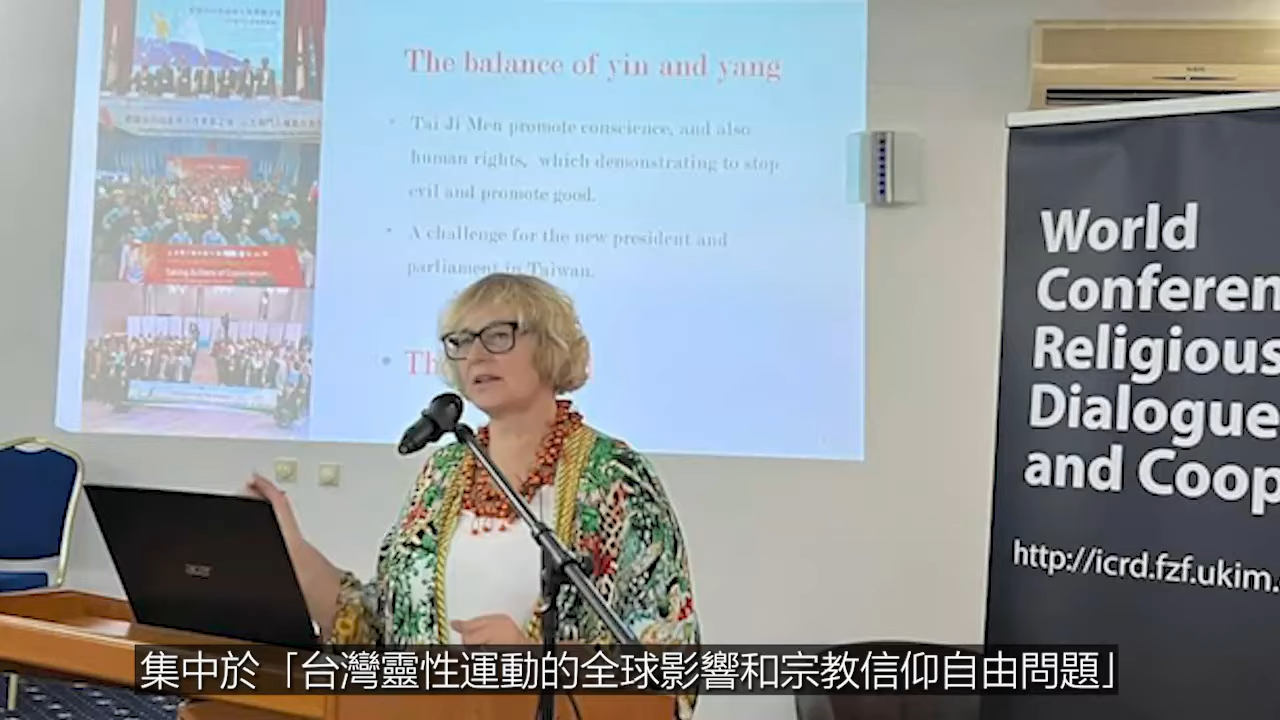 The balance of yin and yang
• Tai Ji Men promote conscience, and also
human rights, which demonstrating to stop
evil and promote good.
• A challenge for the new president and
parliament in Taiwan.
• Th
World
Conferen
Religious
Dialogue
and Coop
http://icrd.fzf.ukim.
acer
集中於「台灣靈性運動的全球影響和宗教信仰自由問題」